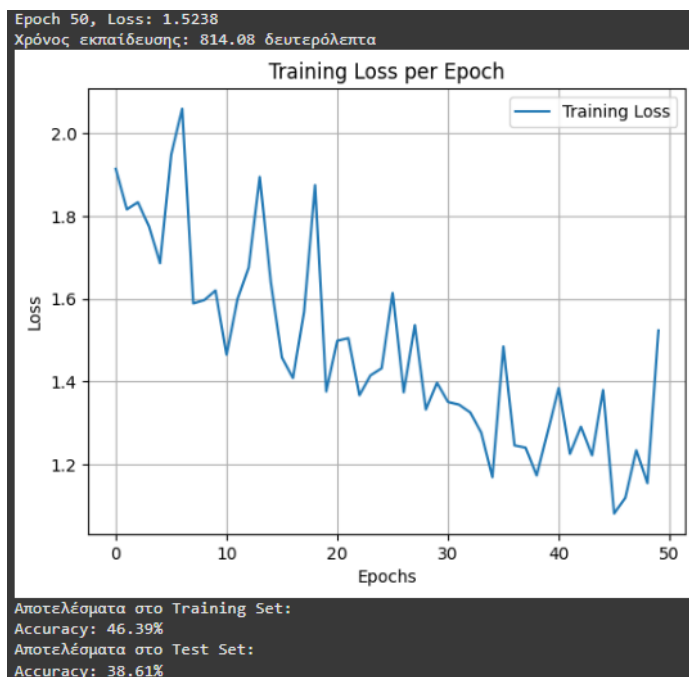 Epoch 50, Loss: 1.5238
Χρόνος εκπαίδευσης: 814.08 δευτερόλεπτα
Training Loss per Epoch
Training Loss
2.0
1.8
1.6
1.4
1.2
Loss
0 10 20 30 40 50
Epochs
Αποτελέσματα στο Training Set:
Accuracy: 46.39%
Αποτελέσματα στο Test Set:
Accuracy: 38.61%